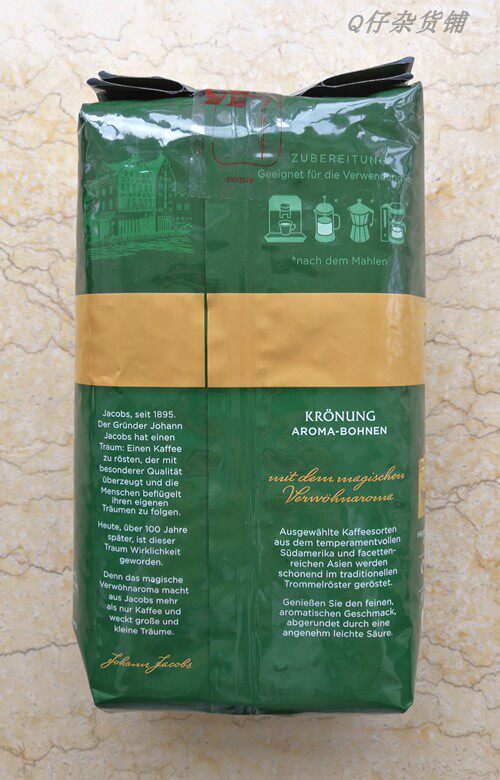 Q仔杂货铺
ZUBEREITUNG
Geeignet für die
*nach dem Mahlen
Jacobs, seit 1895.
Der Gründer Johann
Jacobs hat einen
Traum: Einen Kaffee
zu rösten, der mit
besonderer Qualität
überzeugt und die
Menschen beflügelt
ihren eigenen
Träumen zu folgen.
Heute, über 100 Jahre
später, ist dieser
Traum Wirklichkeit
geworden.
Denn das magische
Verwöhnaroma macht
aus Jacobs mehr
als nur Kaffee und
weckt große und
kleine Träume.
Johann Jacobs.
KRÖNUNG
AROMA-BOHNEN
mit dem magischen
Verwöhnaroma
Ausgewählte Kaffeesorten
aus dem temperamentvollen
Südamerika und facetten-
reichen Asien werden
schonend im traditionellen
Trommelröster geröstet.
Genießen Sie den feinen,
aromatischen Geschmack,
abgerundet durch eine
angenehm leichte Säure.